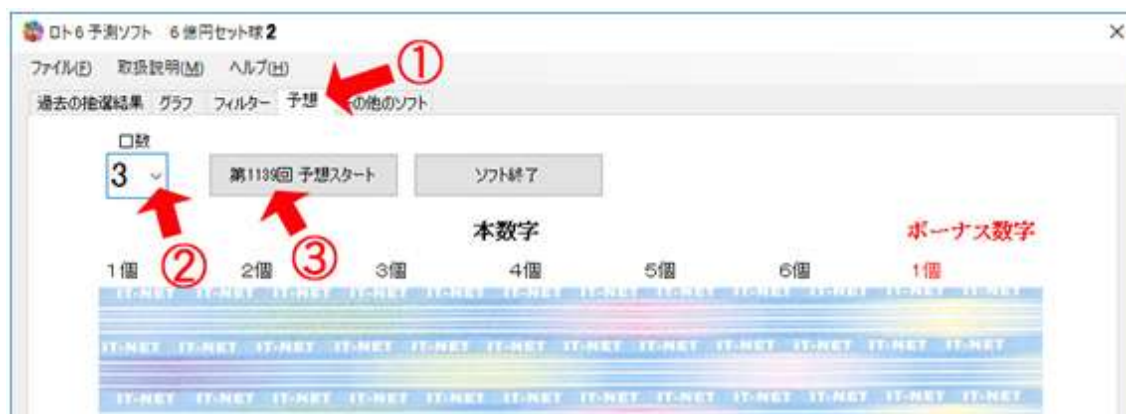 ロト6予測ソフト 6億円セット球2
ファイル(F) 取扱説明(M) ヘルプ(H)
①
過去の抽選結果 グラフ フィルター 予想 の他のソフト
口数
3 第1139回 予想スタート ソフト終了
本数字 ボーナス数字
② ③
1個 2個 3個 4個 5個 6個 1個
IT-NET IT-NET IT-NET IT-NET IT-NET IT-NET IT-NET IT-NET IT-NET IT-NET IT-NET IT-NET
IT-NET IT-NET IT-NET IT-NET IT-NET IT-NET IT-NET IT-NET IT-NET IT-NET IT-NET IT-NET
IT-NET IT-NET IT-NET IT-NET IT-NET IT-NET IT-NET IT-NET IT-NET IT-NET IT-NET IT-NET